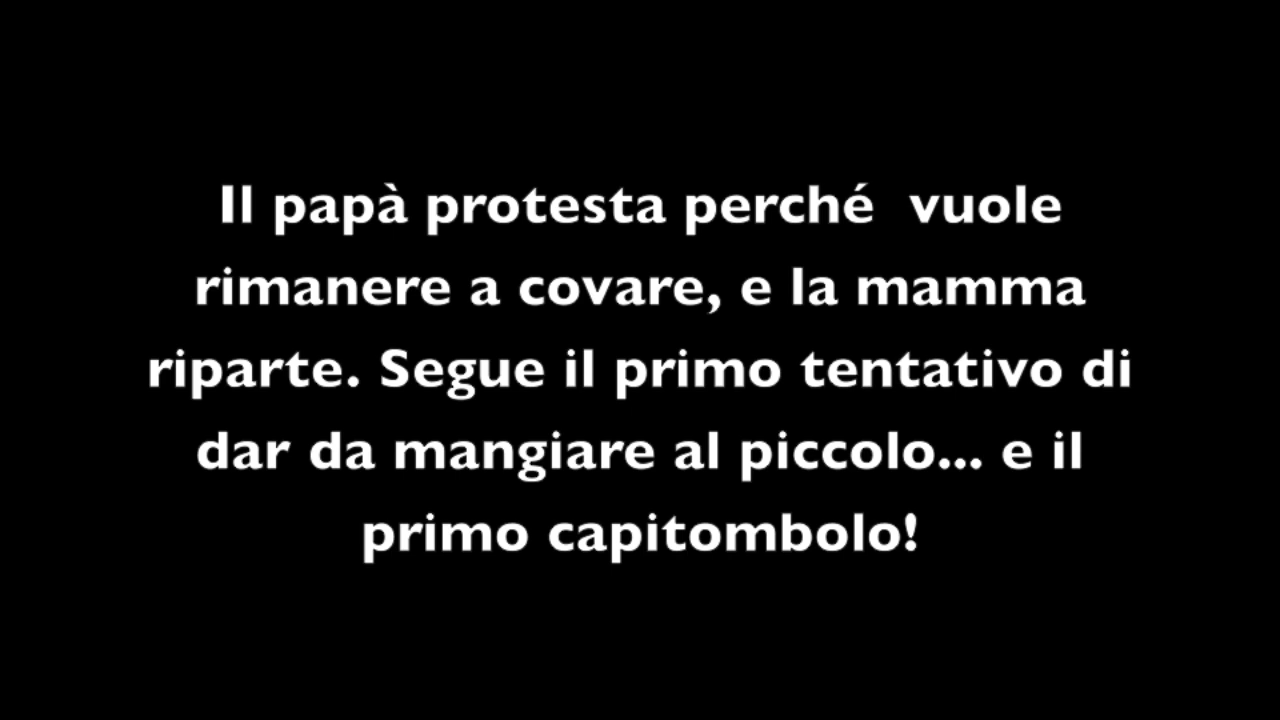 Il papà protesta perché  vuole
rimanere a covare, e la mamma
riparte. Segue il primo tentativo di
dar da mangiare al piccolo... e il
primo capitombolo!